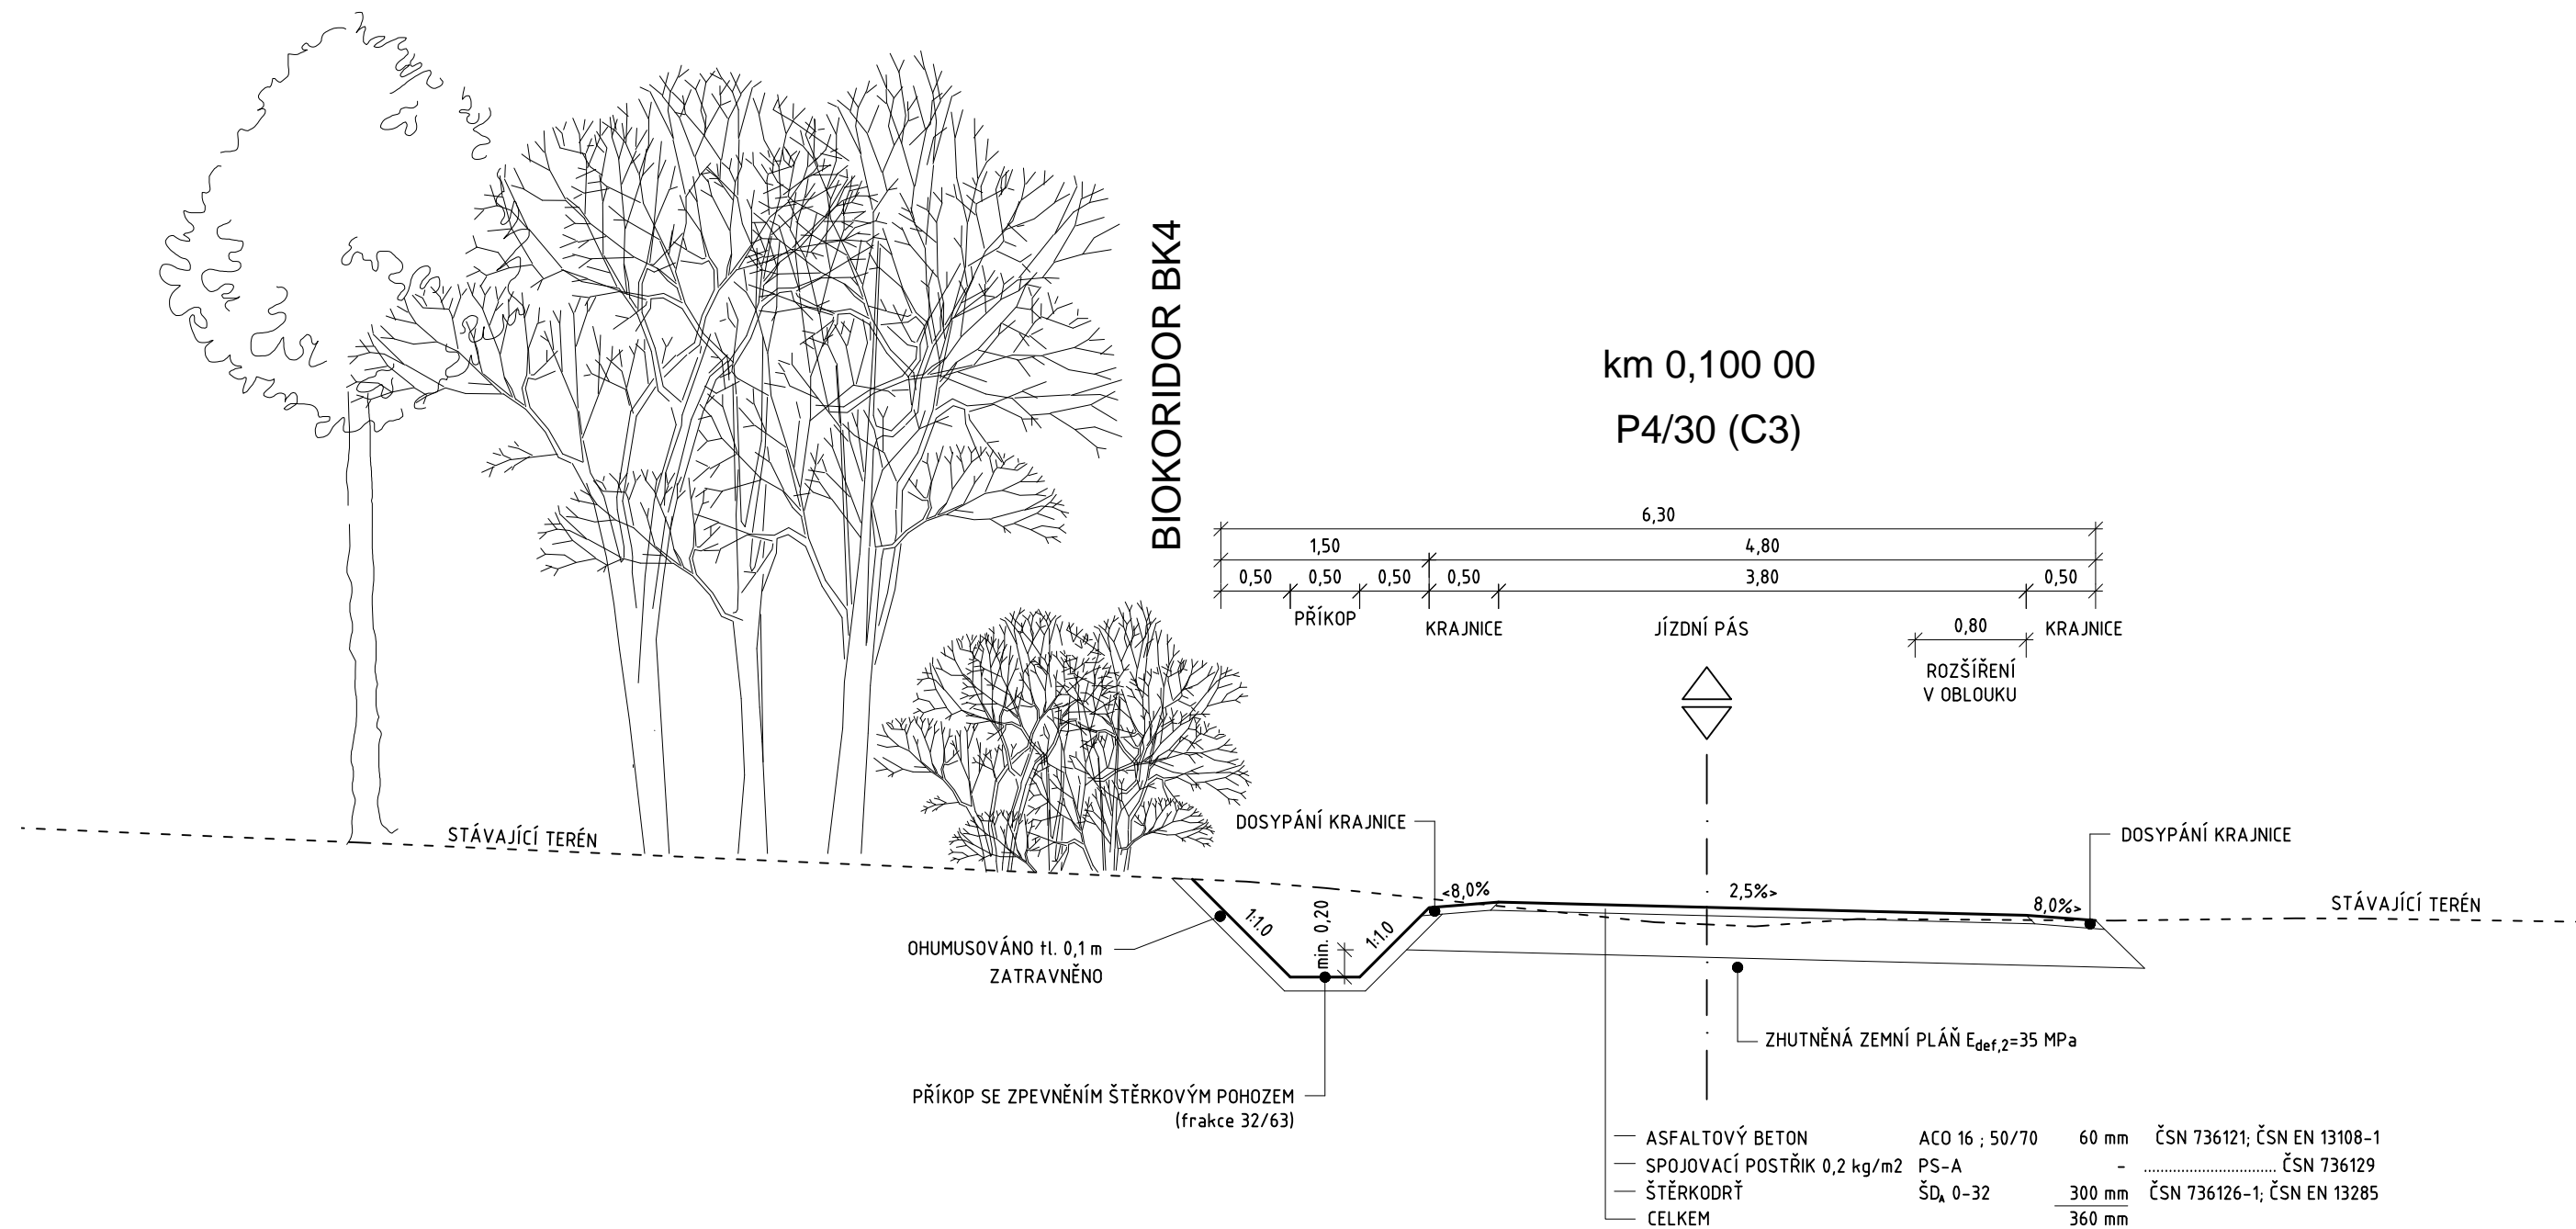 BIOKORIDOR BK4
km 0,100 00
P4/30 (C3)
6,30
1,50 4,80
0,50 0,50 0,50 0,50 3,80 0,50
PŘÍKOP
KRAJNICE JÍZDNÍ PÁS 0,80 KRAJNICE
ROZŠÍŘENÍ
V OBLOUKU
STÁVAJÍCÍ TERÉN
DOSYPÁNÍ KRAJNICE
DOSYPÁNÍ KRAJNICE
<8,0% 2,5%> 8,0%>
STÁVAJÍCÍ TERÉN
1:1.0
min. 0,20
1:1.0
OHUMUSOVÁNO tl. 0,1 m
ZATRAVNĚNO
ZHUTNĚNÁ ZEMNÍ PLÁŇ Edef,2=35 MPa
PŘÍKOP SE ZPEVNĚNÍM ŠTĚRKOVÝM POHOZEM
(frakce 32/63)
ASFALTOVÝ BETON ACO 16 ; 50/70 60 mm ČSN 736121; ČSN EN 13108-1
SPOJOVACÍ POSTŘIK 0,2 kg/m2 PS-A - ................................ ČSN 736129
ŠTĚRKODRŤ ŠDA 0-32 300 mm ČSN 736126-1; ČSN EN 13285
CELKEM 360 mm